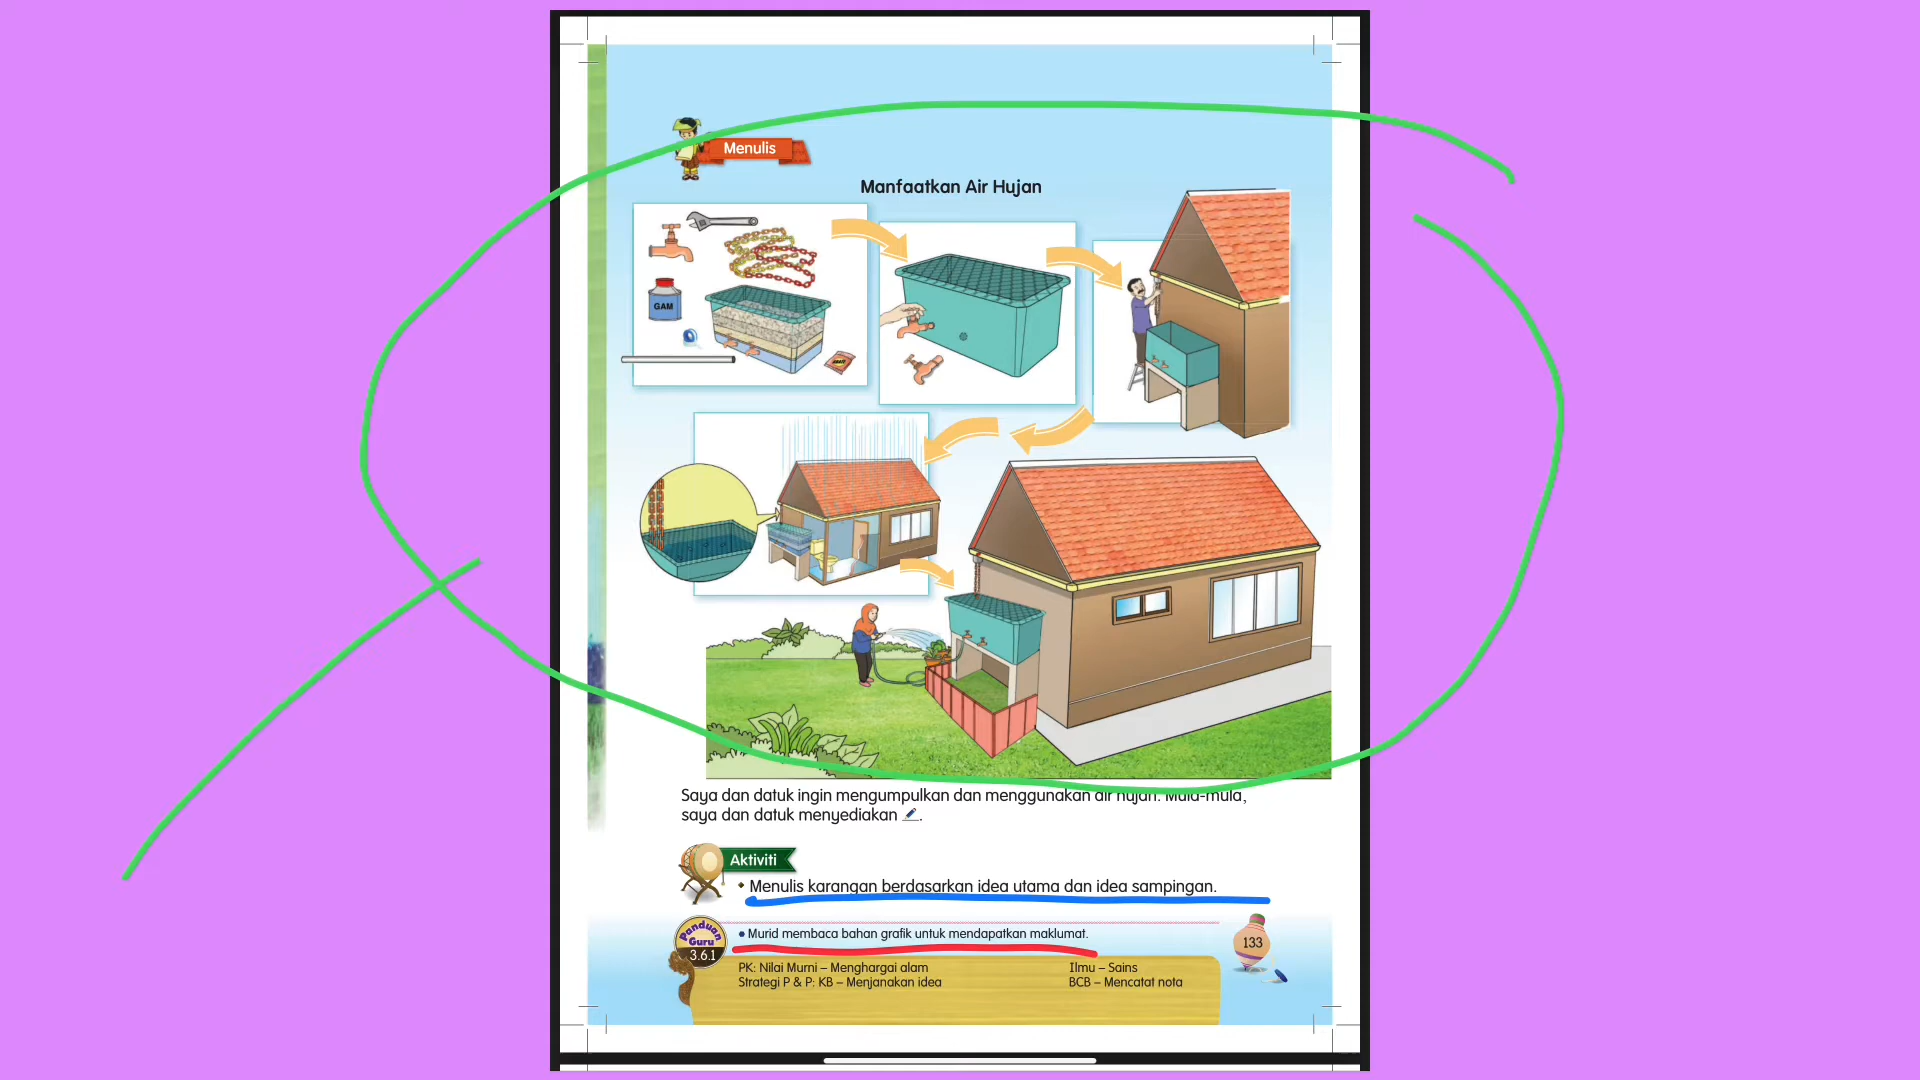 Menulis
Manfaatkan Air Hujan
GAM
Saya dan datuk ingin mengumpulkan dan menggunakan air hujan. Mula-mula,
saya dan datuk menyediakan
Aktiviti
• Menulis karangan berdasarkan idea utama dan idea sampingan.
Panduan
Guru
3.6.1
• Murid membaca bahan grafik untuk mendapatkan maklumat.
PK: Nilai Murni – Menghargai alam
Strategi P & P: KB – Menjanakan idea
Ilmu – Sains
BCB – Mencatat nota
133